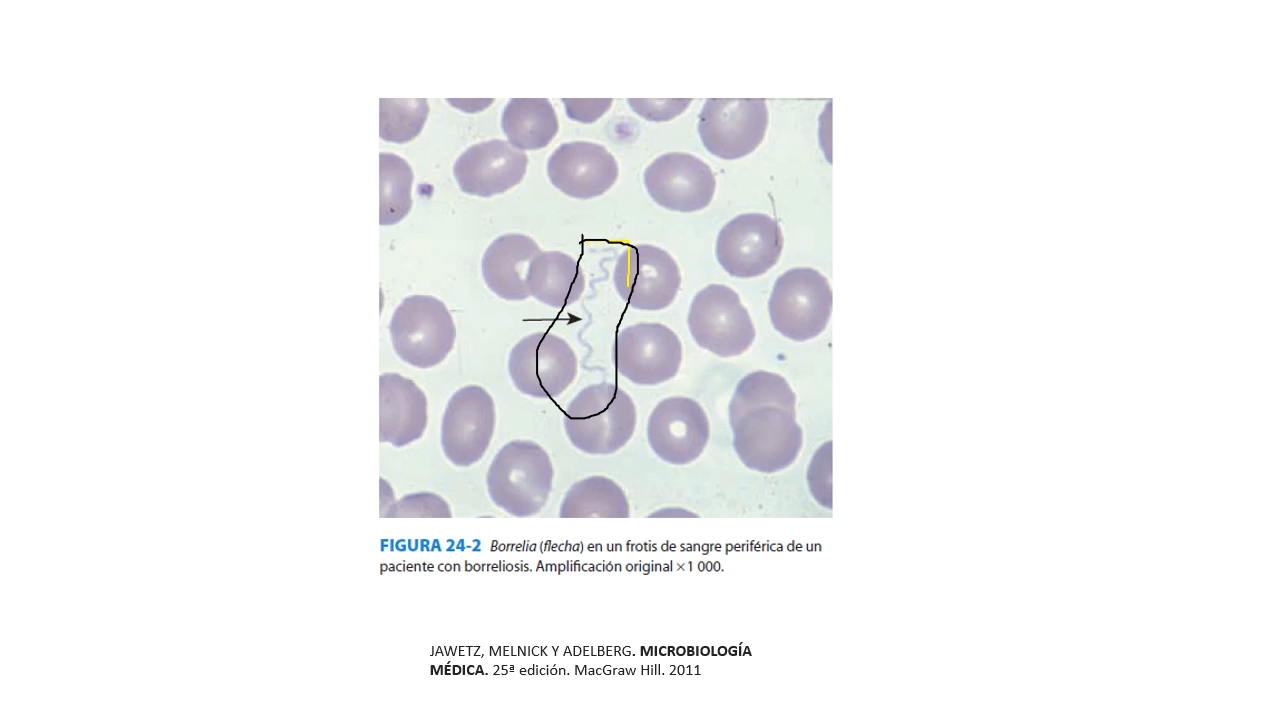 FIGURA 24-2 Borrelia (flecha) en un frotis de sangre periférica de un
paciente con borreliosis. Amplificación original ×1 000.
JAWETZ, MELNICK Y ADELBERG. MICROBIOLOGÍA
MÉDICA. 25ª edición. MacGraw Hill. 2011